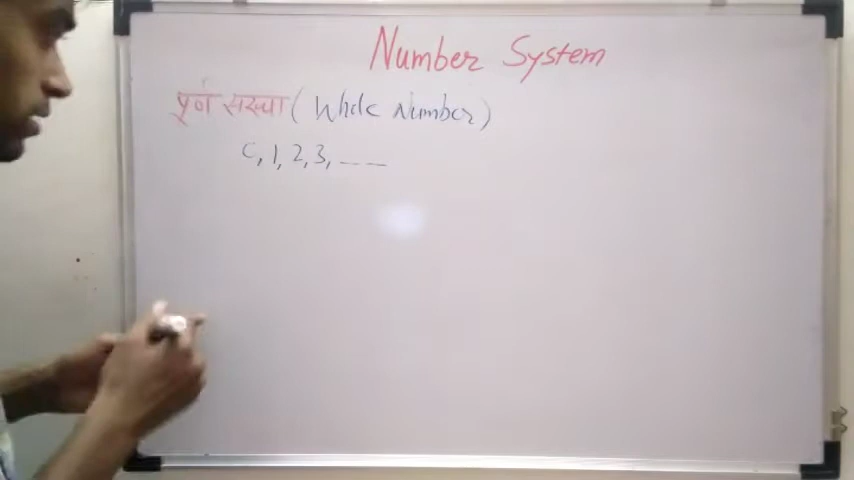 Number System
पूर्ण संख्या (Whole Number)
0, 1, 2, 3, _ _